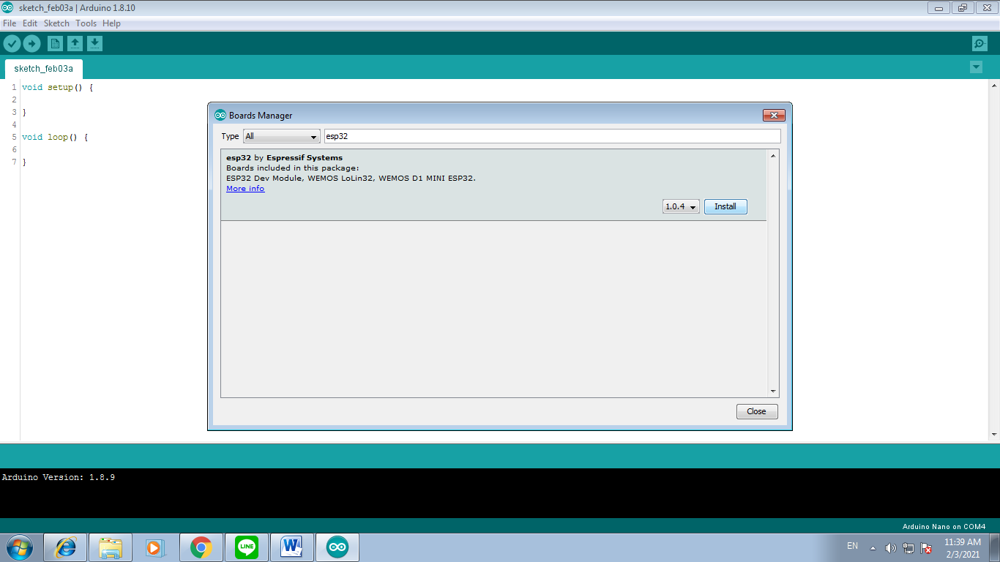 sketch_feb03a | Arduino 1.8.10
File Edit Sketch Tools Help
sketch_feb03a
1 void setup() {
2
3 }
4
5 void loop() {
6
7 }
Boards Manager
Type All esp32
esp32 by Espressif Systems
Boards included in this package:
ESP32 Dev Module, WEMOS LoLin32, WEMOS D1 MINI ESP32.
More info
1.0.4 Install
Close
Arduino Version: 1.8.9
Arduino Nano on COM4
LINE
W
EN
11:39 AM
2/3/2021